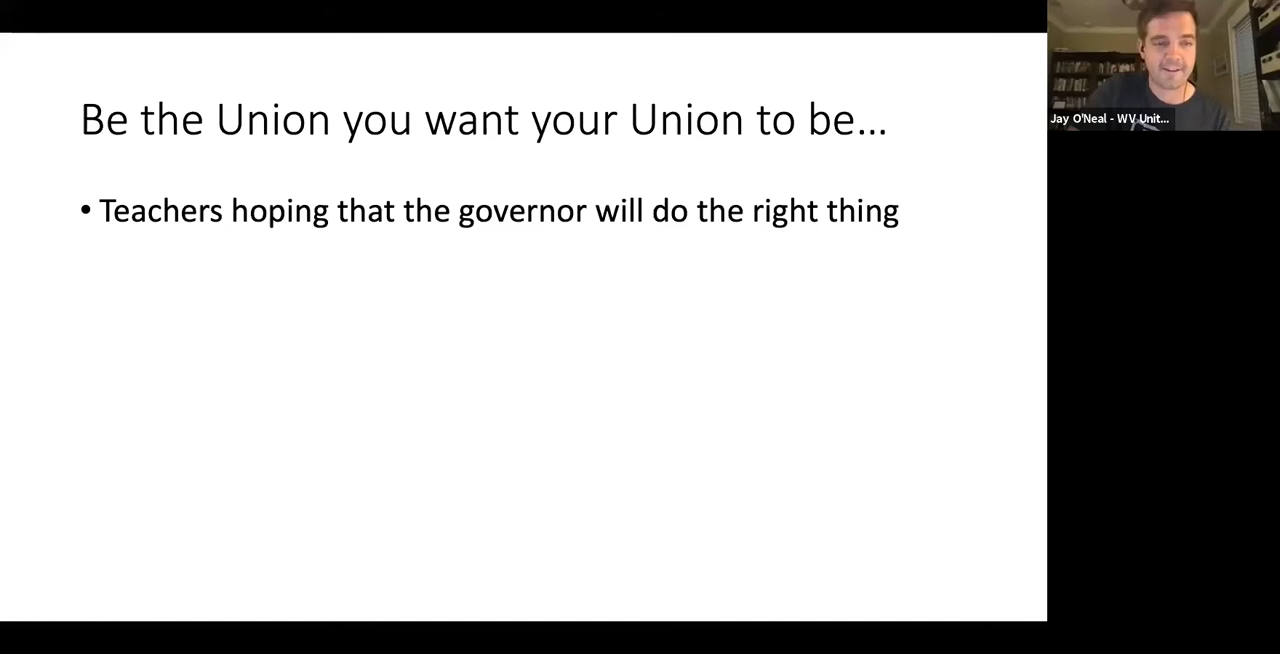 Be the Union you want your Union to be...
• Teachers hoping that the governor will do the right thing
Jay O'Neal - WV Unit...